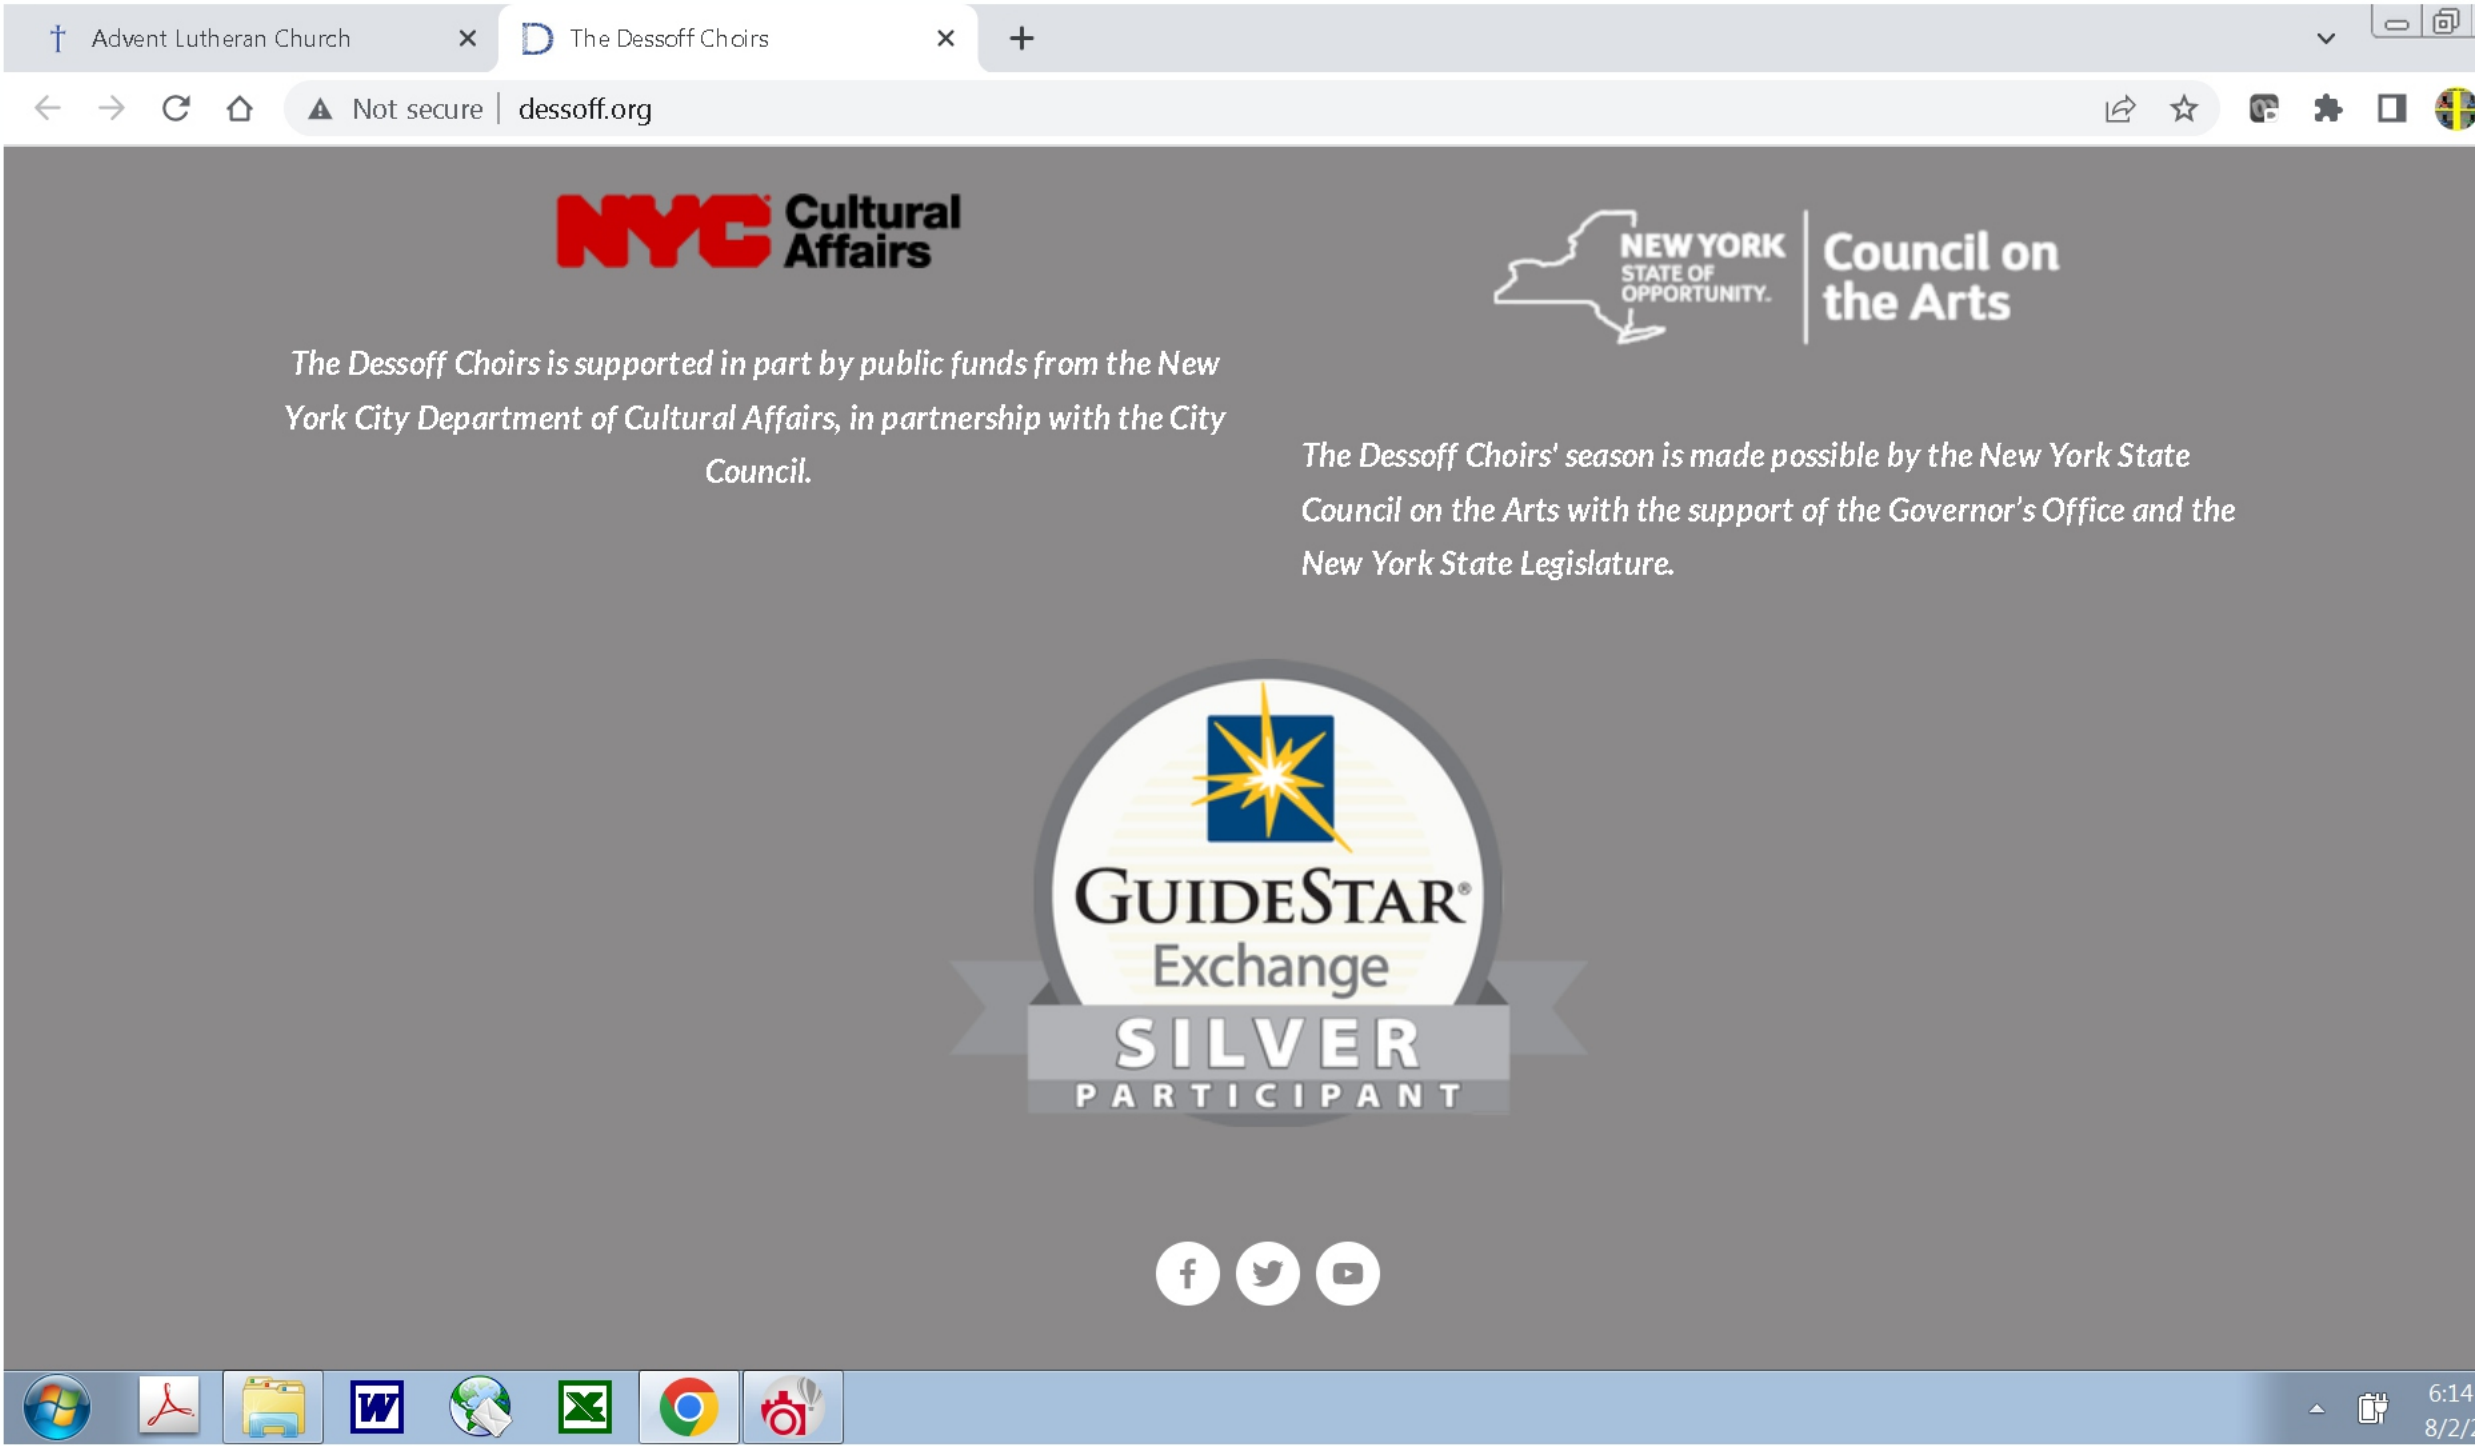 Advent Lutheran Church
The Dessoff Choirs
Not secure
dessoff.org
NYC Cultural
Affairs
The Dessoff Choirs is supported in part by public funds from the New
York City Department of Cultural Affairs, in partnership with the City
Council.
NEW YORK
STATE OF
OPPORTUNITY.
Council on
the Arts
The Dessoff Choirs' season is made possible by the New York State
Council on the Arts with the support of the Governor’s Office and the
New York State Legislature.
GUIDESTAR®
Exchange
SILVER
PARTICIPANT
6:14
8/2/